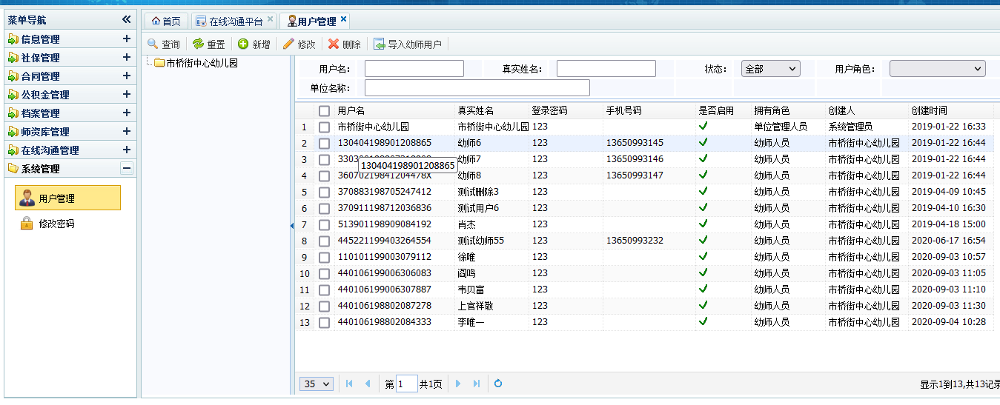 菜单导航
信息管理
社保管理
合同管理
公积金管理
档案管理
师资库管理
在线沟通管理
系统管理
用户管理
修改密码
首页 在线沟通平台 用户管理
查询 重置 新增 修改 删除 导入幼师用户
市桥街中心幼儿园
用户名: 真实姓名: 状态: 全部 用户角色:
单位名称:
用户名 真实姓名 登录密码 手机号码 是否启用 拥有角色 创建人 创建时间
1 市桥街中心幼儿园 市桥街中心幼儿园 123 单位管理人员 系统管理员 2019-01-22 16:33
2 130404198901208865 幼师6 123 13650993145 幼师人员 市桥街中心幼儿园 2019-01-22 16:44
3 幼师7 123 13650993146 幼师人员 市桥街中心幼儿园 2019-01-22 16:44
130404198901208865
4 36070219841204478X 幼师8 123 13650993147 幼师人员 市桥街中心幼儿园 2019-01-22 16:44
5 370883198705247412 测试删除3 123 幼师人员 市桥街中心幼儿园 2019-04-09 10:45
6 370911198712036836 测试用户6 123 幼师人员 市桥街中心幼儿园 2019-04-10 16:30
7 513901198909084192 肖杰 123 幼师人员 市桥街中心幼儿园 2019-04-18 15:00
8 445221199403264554 测试幼师55 123 13650993232 幼师人员 市桥街中心幼儿园 2020-06-17 16:54
9 110101199003079112 徐唯 123 幼师人员 市桥街中心幼儿园 2020-09-03 10:57
10 440106199006306083 阎鸣 123 幼师人员 市桥街中心幼儿园 2020-09-03 11:05
11 440106199006307887 韦贝富 123 幼师人员 市桥街中心幼儿园 2020-09-03 11:10
12 440106198802087278 上官祥敬 123 幼师人员 市桥街中心幼儿园 2020-09-03 11:30
13 440106198802084333 李唯一 123 幼师人员 市桥街中心幼儿园 2020-09-04 10:28
35 第 1 共1页 显示1到13,共13记录